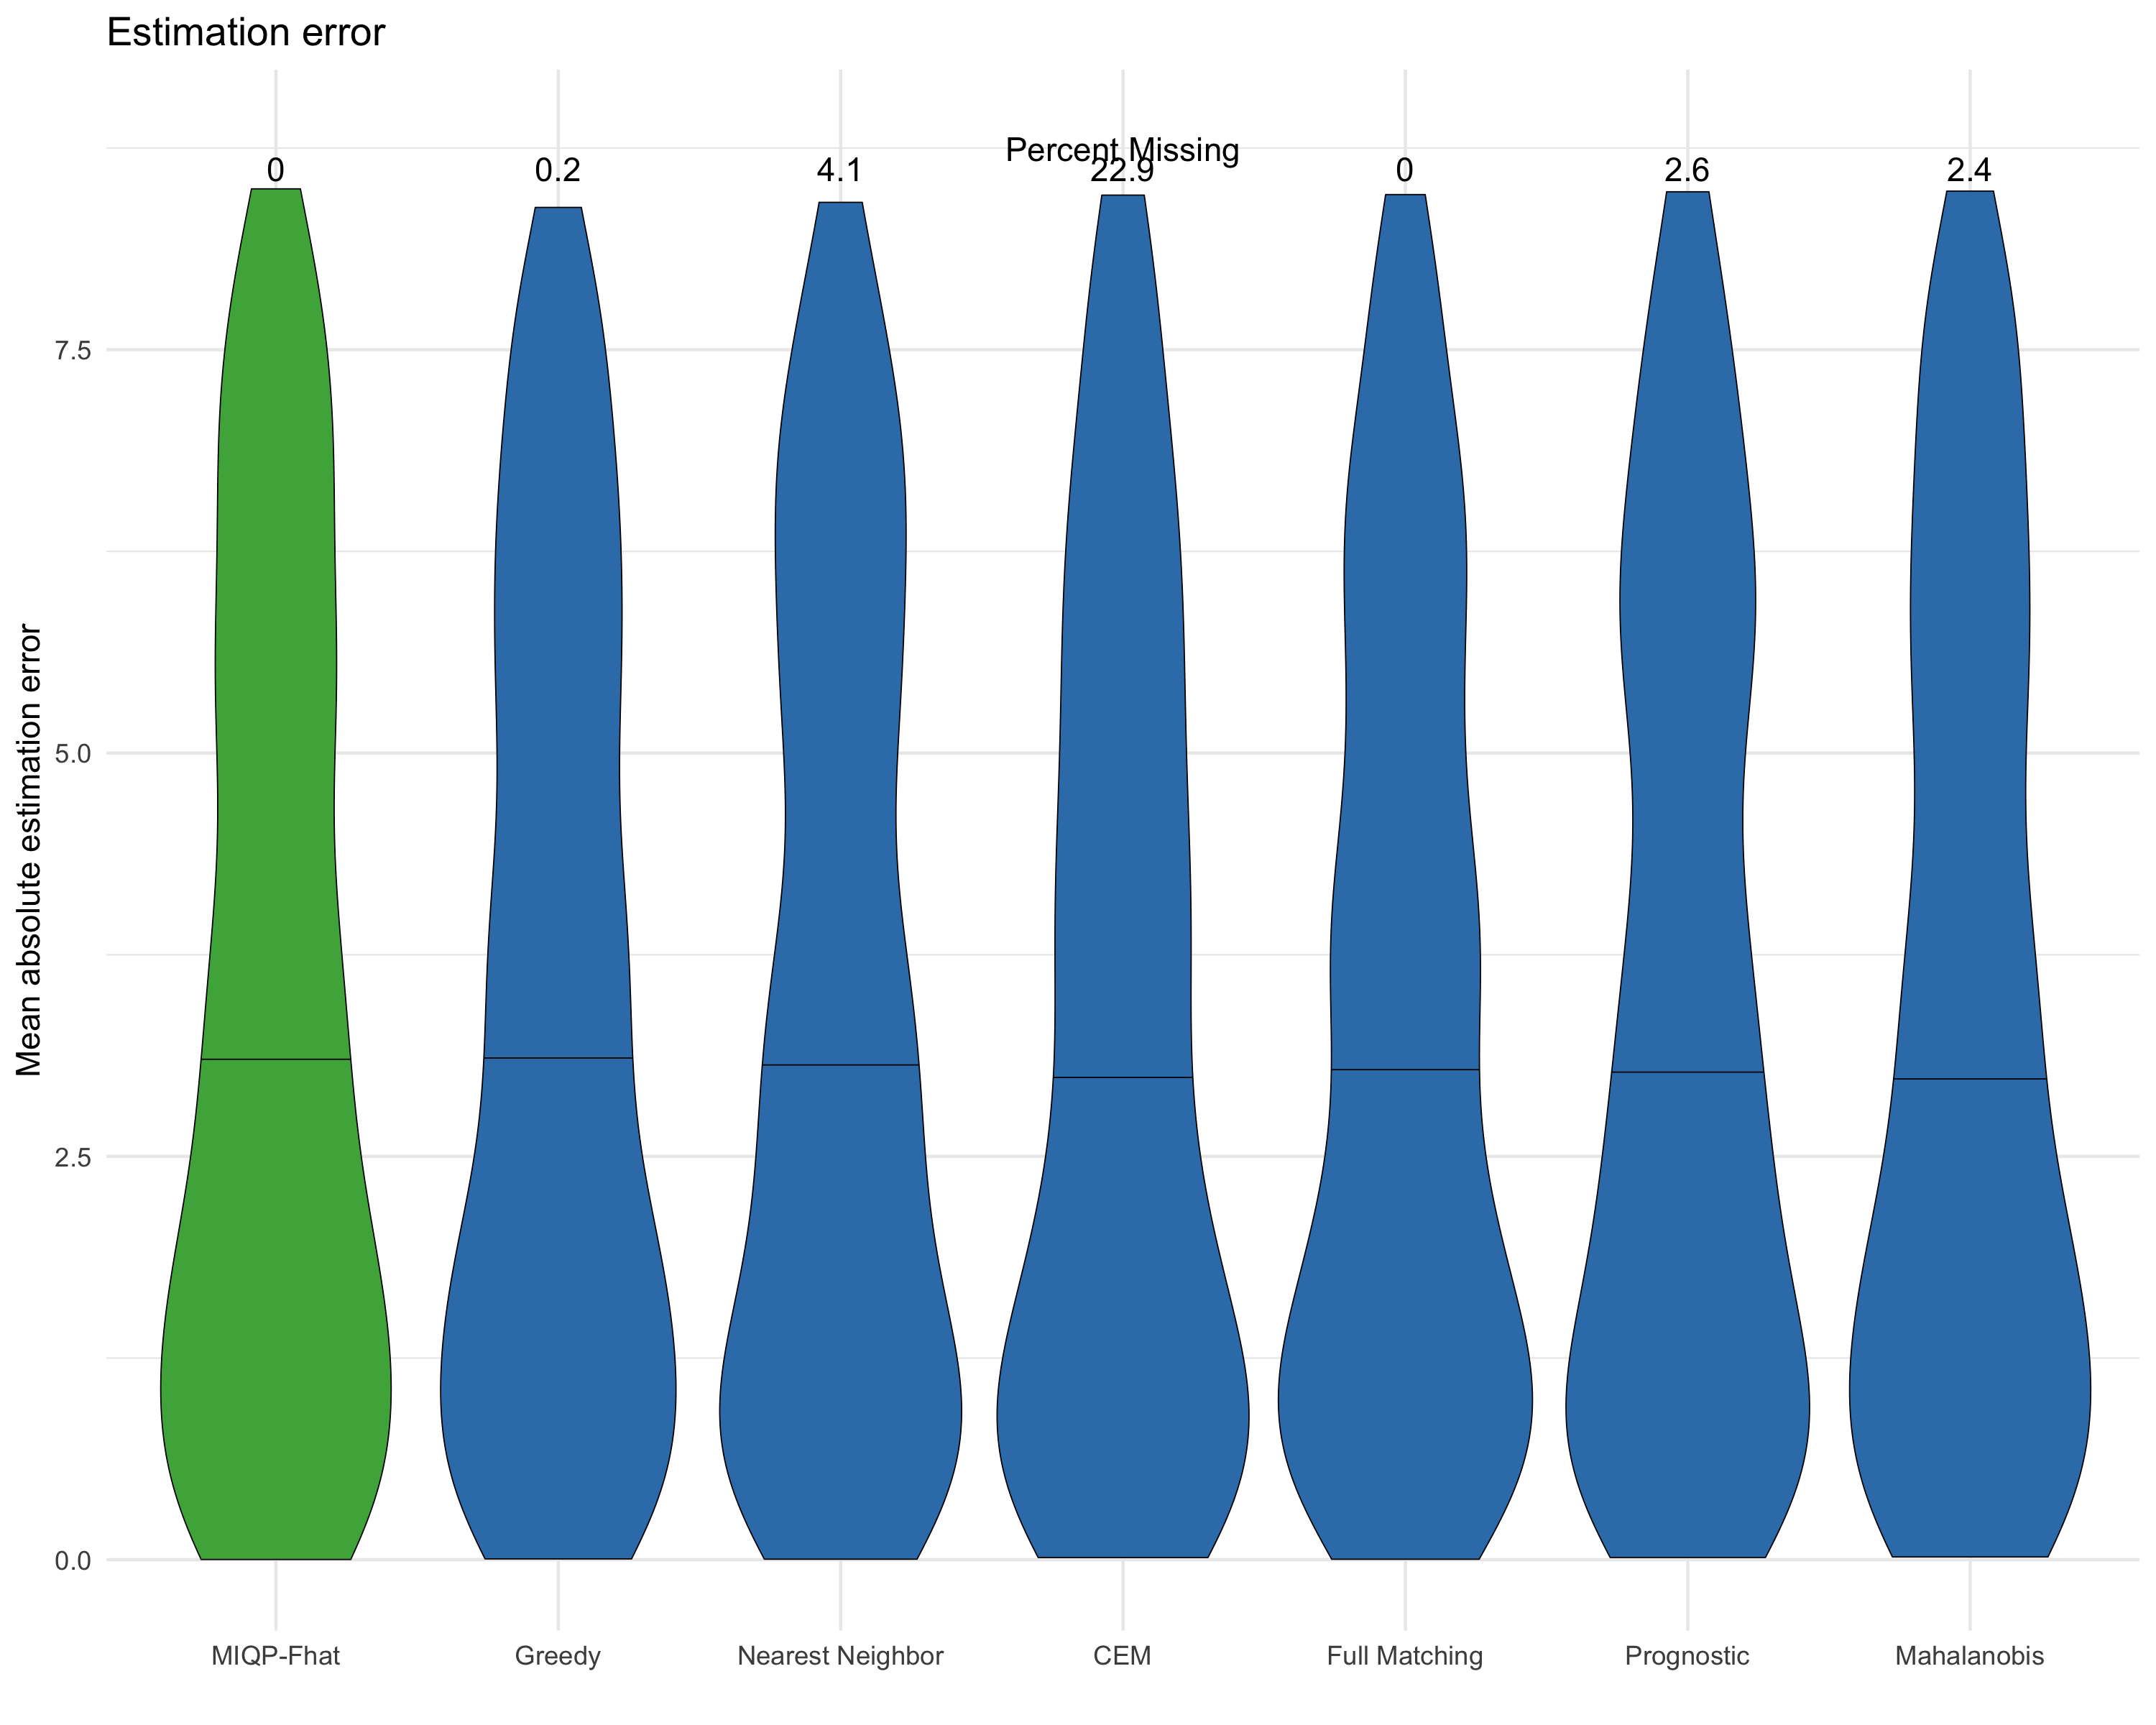 Estimation error
Percent Missing
0 0.2 4.1 22.9 0 2.6 2.4
Mean absolute estimation error
7.5
5.0
2.5
0.0
MIQP-Fhat Greedy Nearest Neighbor CEM Full Matching Prognostic Mahalanobis